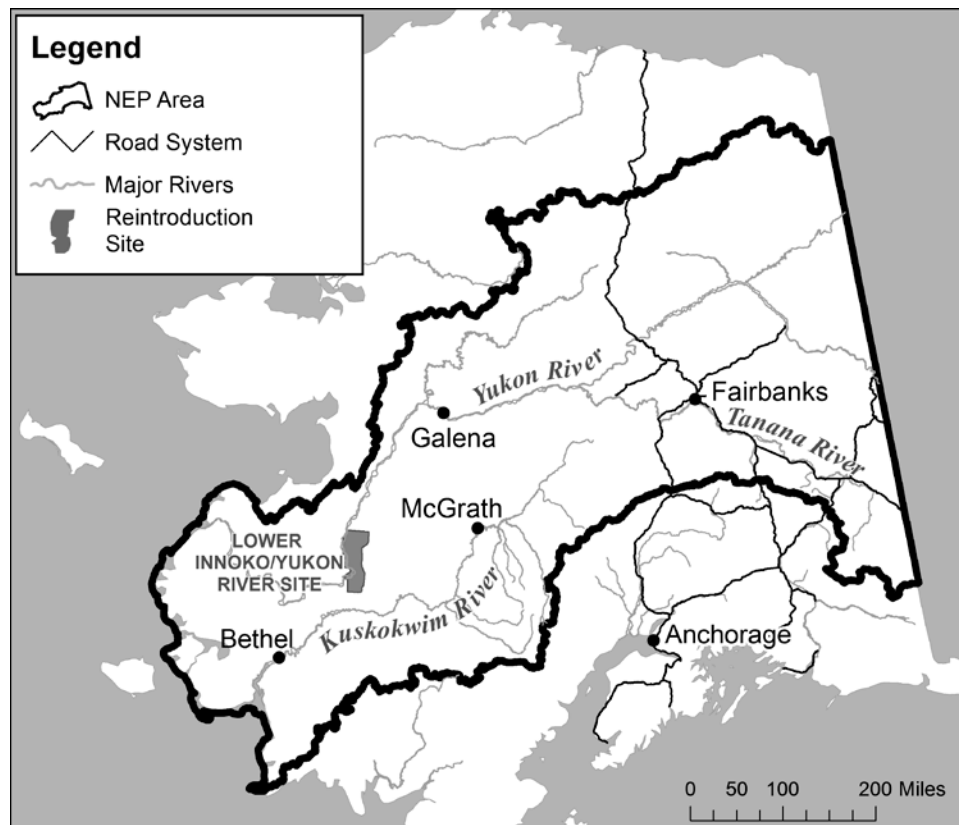 Legend
NEP Area
Road System
Major Rivers
Reintroduction
Site
Yukon River
Fairbanks
Tanana River
Galena
McGrath
LOWER
INNOKO/YUKON
RIVER SITE
Kuskokwim River
Bethel
Anchorage
0 50 100 200 Miles